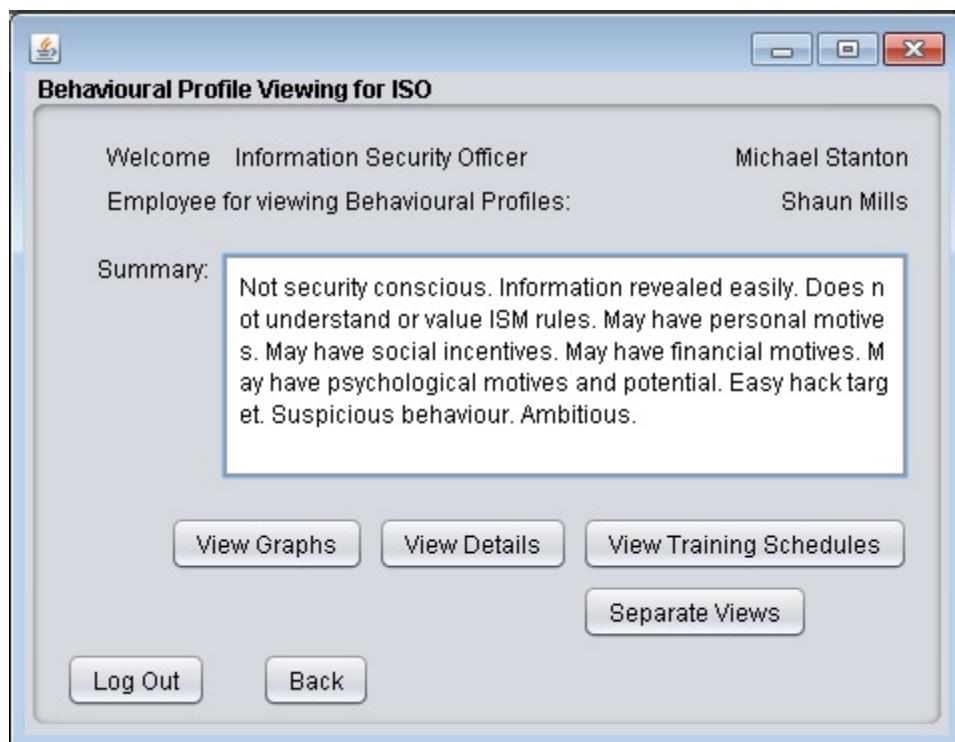 Behavioural Profile Viewing for ISO
Welcome Information Security Officer Michael Stanton
Employee for viewing Behavioural Profiles: Shaun Mills
Summary:
Not security conscious. Information revealed easily. Does n
ot understand or value ISM rules. May have personal motive
s. May have social incentives. May have financial motives. M
ay have psychological motives and potential. Easy hack targ
et. Suspicious behaviour. Ambitious.
View Graphs View Details View Training Schedules
Separate Views
Log Out Back